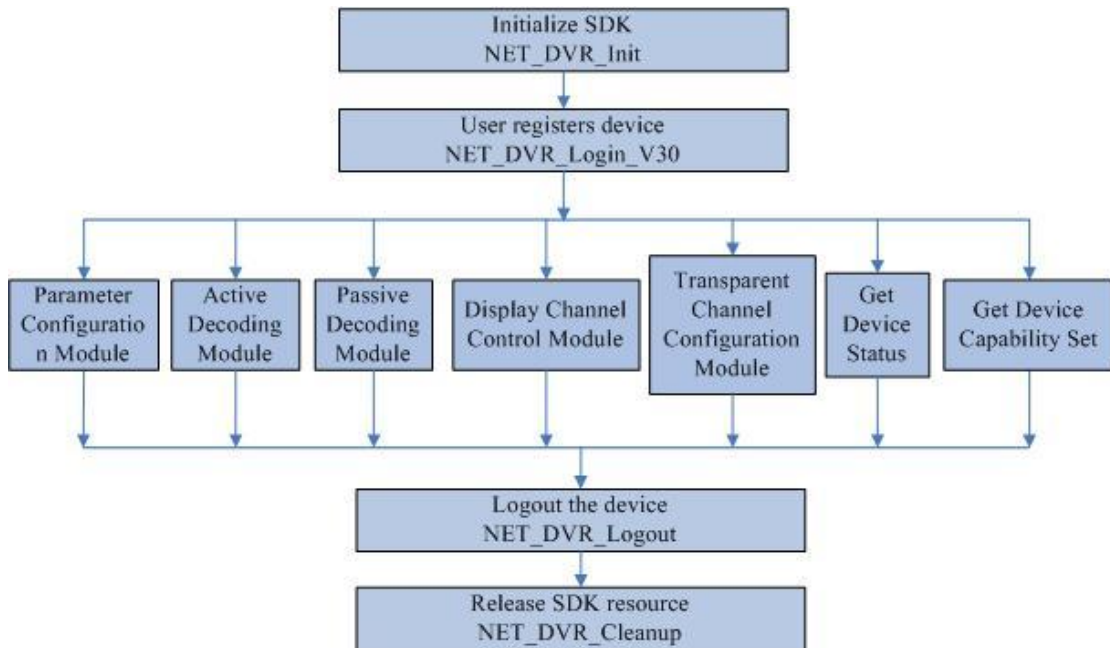 Initialize SDK
NET_DVR_Init
User registers device
NET_DVR_Login_V30
Parameter
Configuratio
n Module
Active
Decoding
Module
Passive
Decoding
Module
Display Channel
Control Module
Transparent
Channel
Configuration
Module
Get
Device
Status
Get Device
Capability Set
Logout the device
NET_DVR_Logout
Release SDK resource
NET_DVR_Cleanup